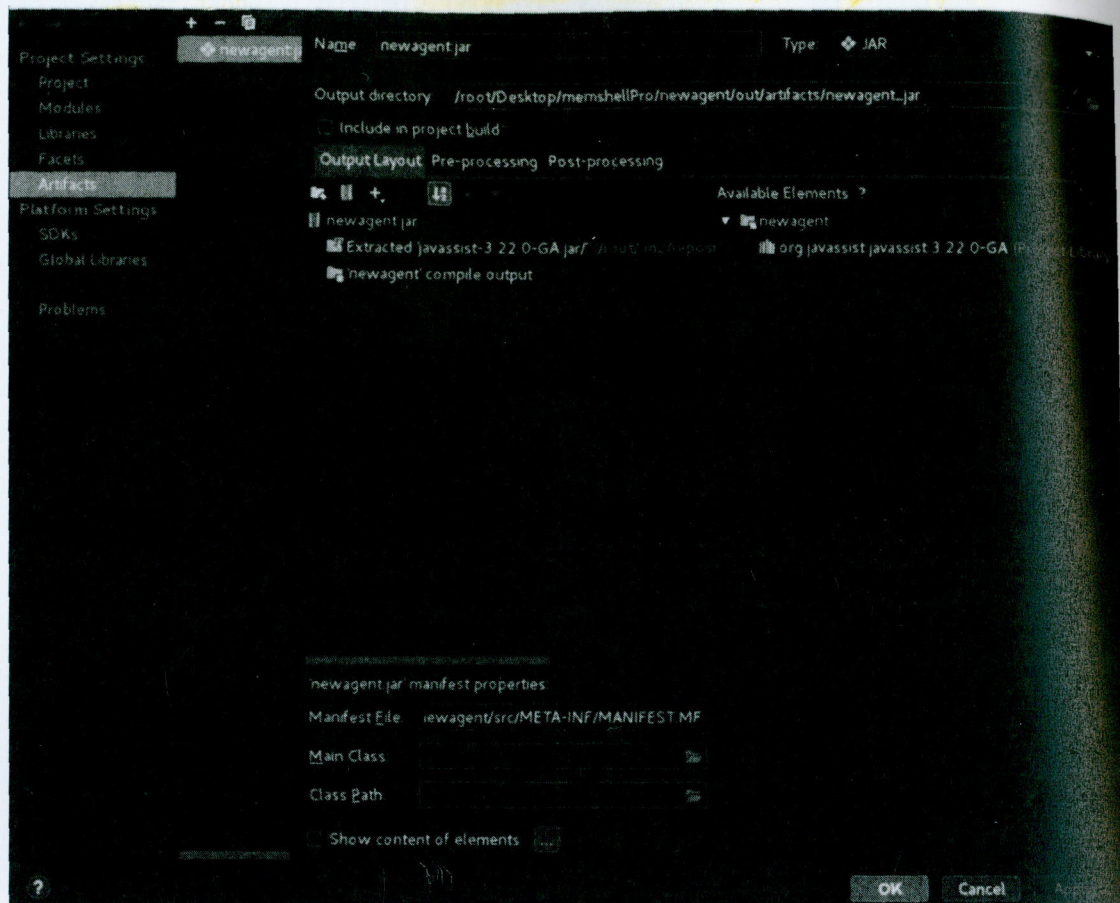 Project Settings
Project
Modules
Libraries
Facets
Artifacts
Platform Settings
SDKs
Global Libraries
Problems
newagent
Name newagent.jar Type: JAR
Output directory /root/Desktop/memshellPro/newagent/out/artifacts/newagent_jar
Include in project build
Output Layout Pre-processing Post-processing
Available Elements ?
newagent.jar
Extracted 'javassist-3.22.0-GA.jar/'
'newagent' compile output
newagent
org.javassist:javassist:3.22.0-GA
'newagent.jar' manifest properties:
Manifest File: ewagent/src/META-INF/MANIFEST.MF
Main Class:
Class Path:
Show content of elements ...
? OK Cancel